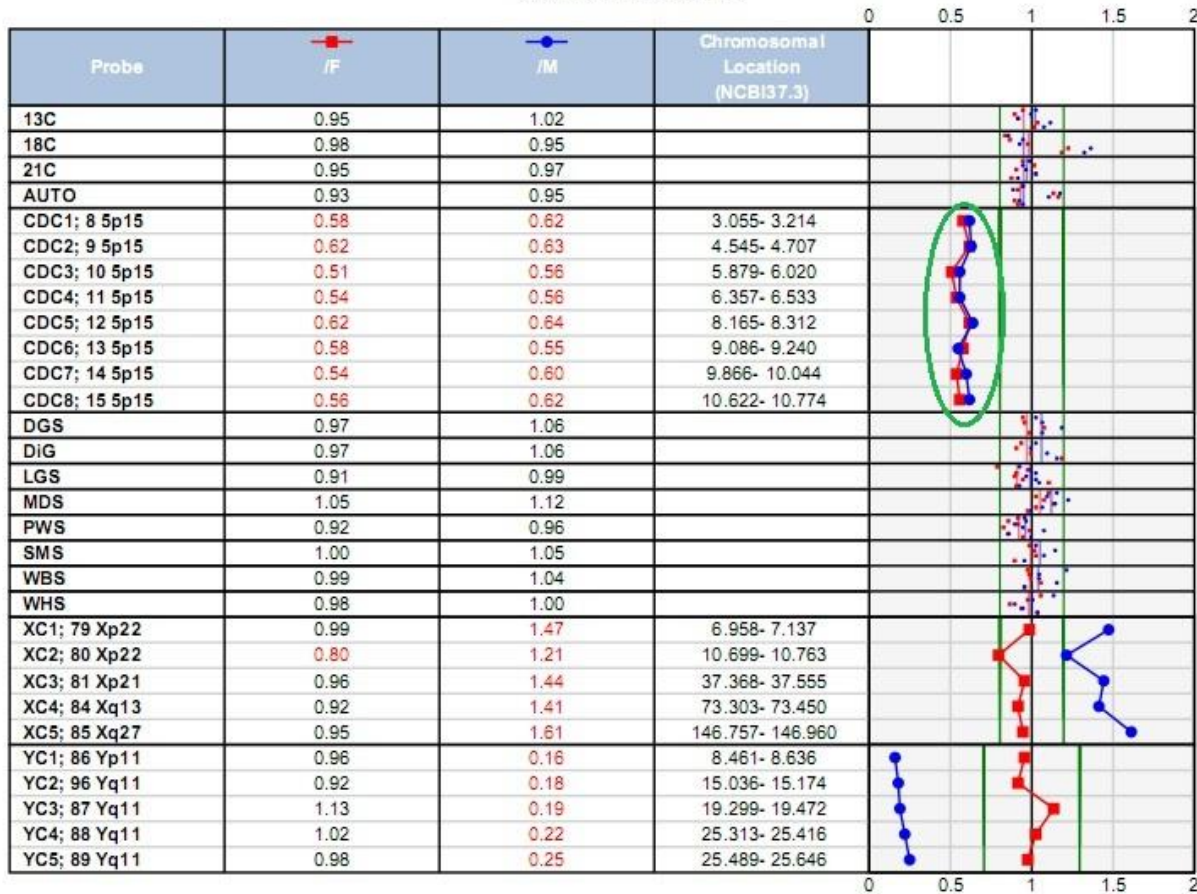 0 0.5 1 1.5 2
Probe /F /M Chromosomal Location (NCBI37.3)
13C 0.95 1.02
18C 0.98 0.95
21C 0.95 0.97
AUTO 0.93 0.95
CDC1; 8 5p15 0.58 0.62 3.055- 3.214
CDC2; 9 5p15 0.62 0.63 4.545- 4.707
CDC3; 10 5p15 0.51 0.56 5.879- 6.020
CDC4; 11 5p15 0.54 0.56 6.357- 6.533
CDC5; 12 5p15 0.62 0.64 8.165- 8.312
CDC6; 13 5p15 0.58 0.55 9.086- 9.240
CDC7; 14 5p15 0.54 0.60 9.866- 10.044
CDC8; 15 5p15 0.56 0.62 10.622- 10.774
DGS 0.97 1.06
DiG 0.97 1.06
LGS 0.91 0.99
MDS 1.05 1.12
PWS 0.92 0.96
SMS 1.00 1.05
WBS 0.99 1.04
WHS 0.98 1.00
XC1; 79 Xp22 0.99 1.47 6.958- 7.137
XC2; 80 Xp22 0.80 1.21 10.699- 10.763
XC3; 81 Xp21 0.96 1.44 37.368- 37.555
XC4; 84 Xq13 0.92 1.41 73.303- 73.450
XC5; 85 Xq27 0.95 1.61 146.757- 146.960
YC1; 86 Yp11 0.96 0.16 8.461- 8.636
YC2; 96 Yq11 0.92 0.18 15.036- 15.174
YC3; 87 Yq11 1.13 0.19 19.299- 19.472
YC4; 88 Yq11 1.02 0.22 25.313- 25.416
YC5; 89 Yq11 0.98 0.25 25.489- 25.646
0 0.5 1 1.5 2